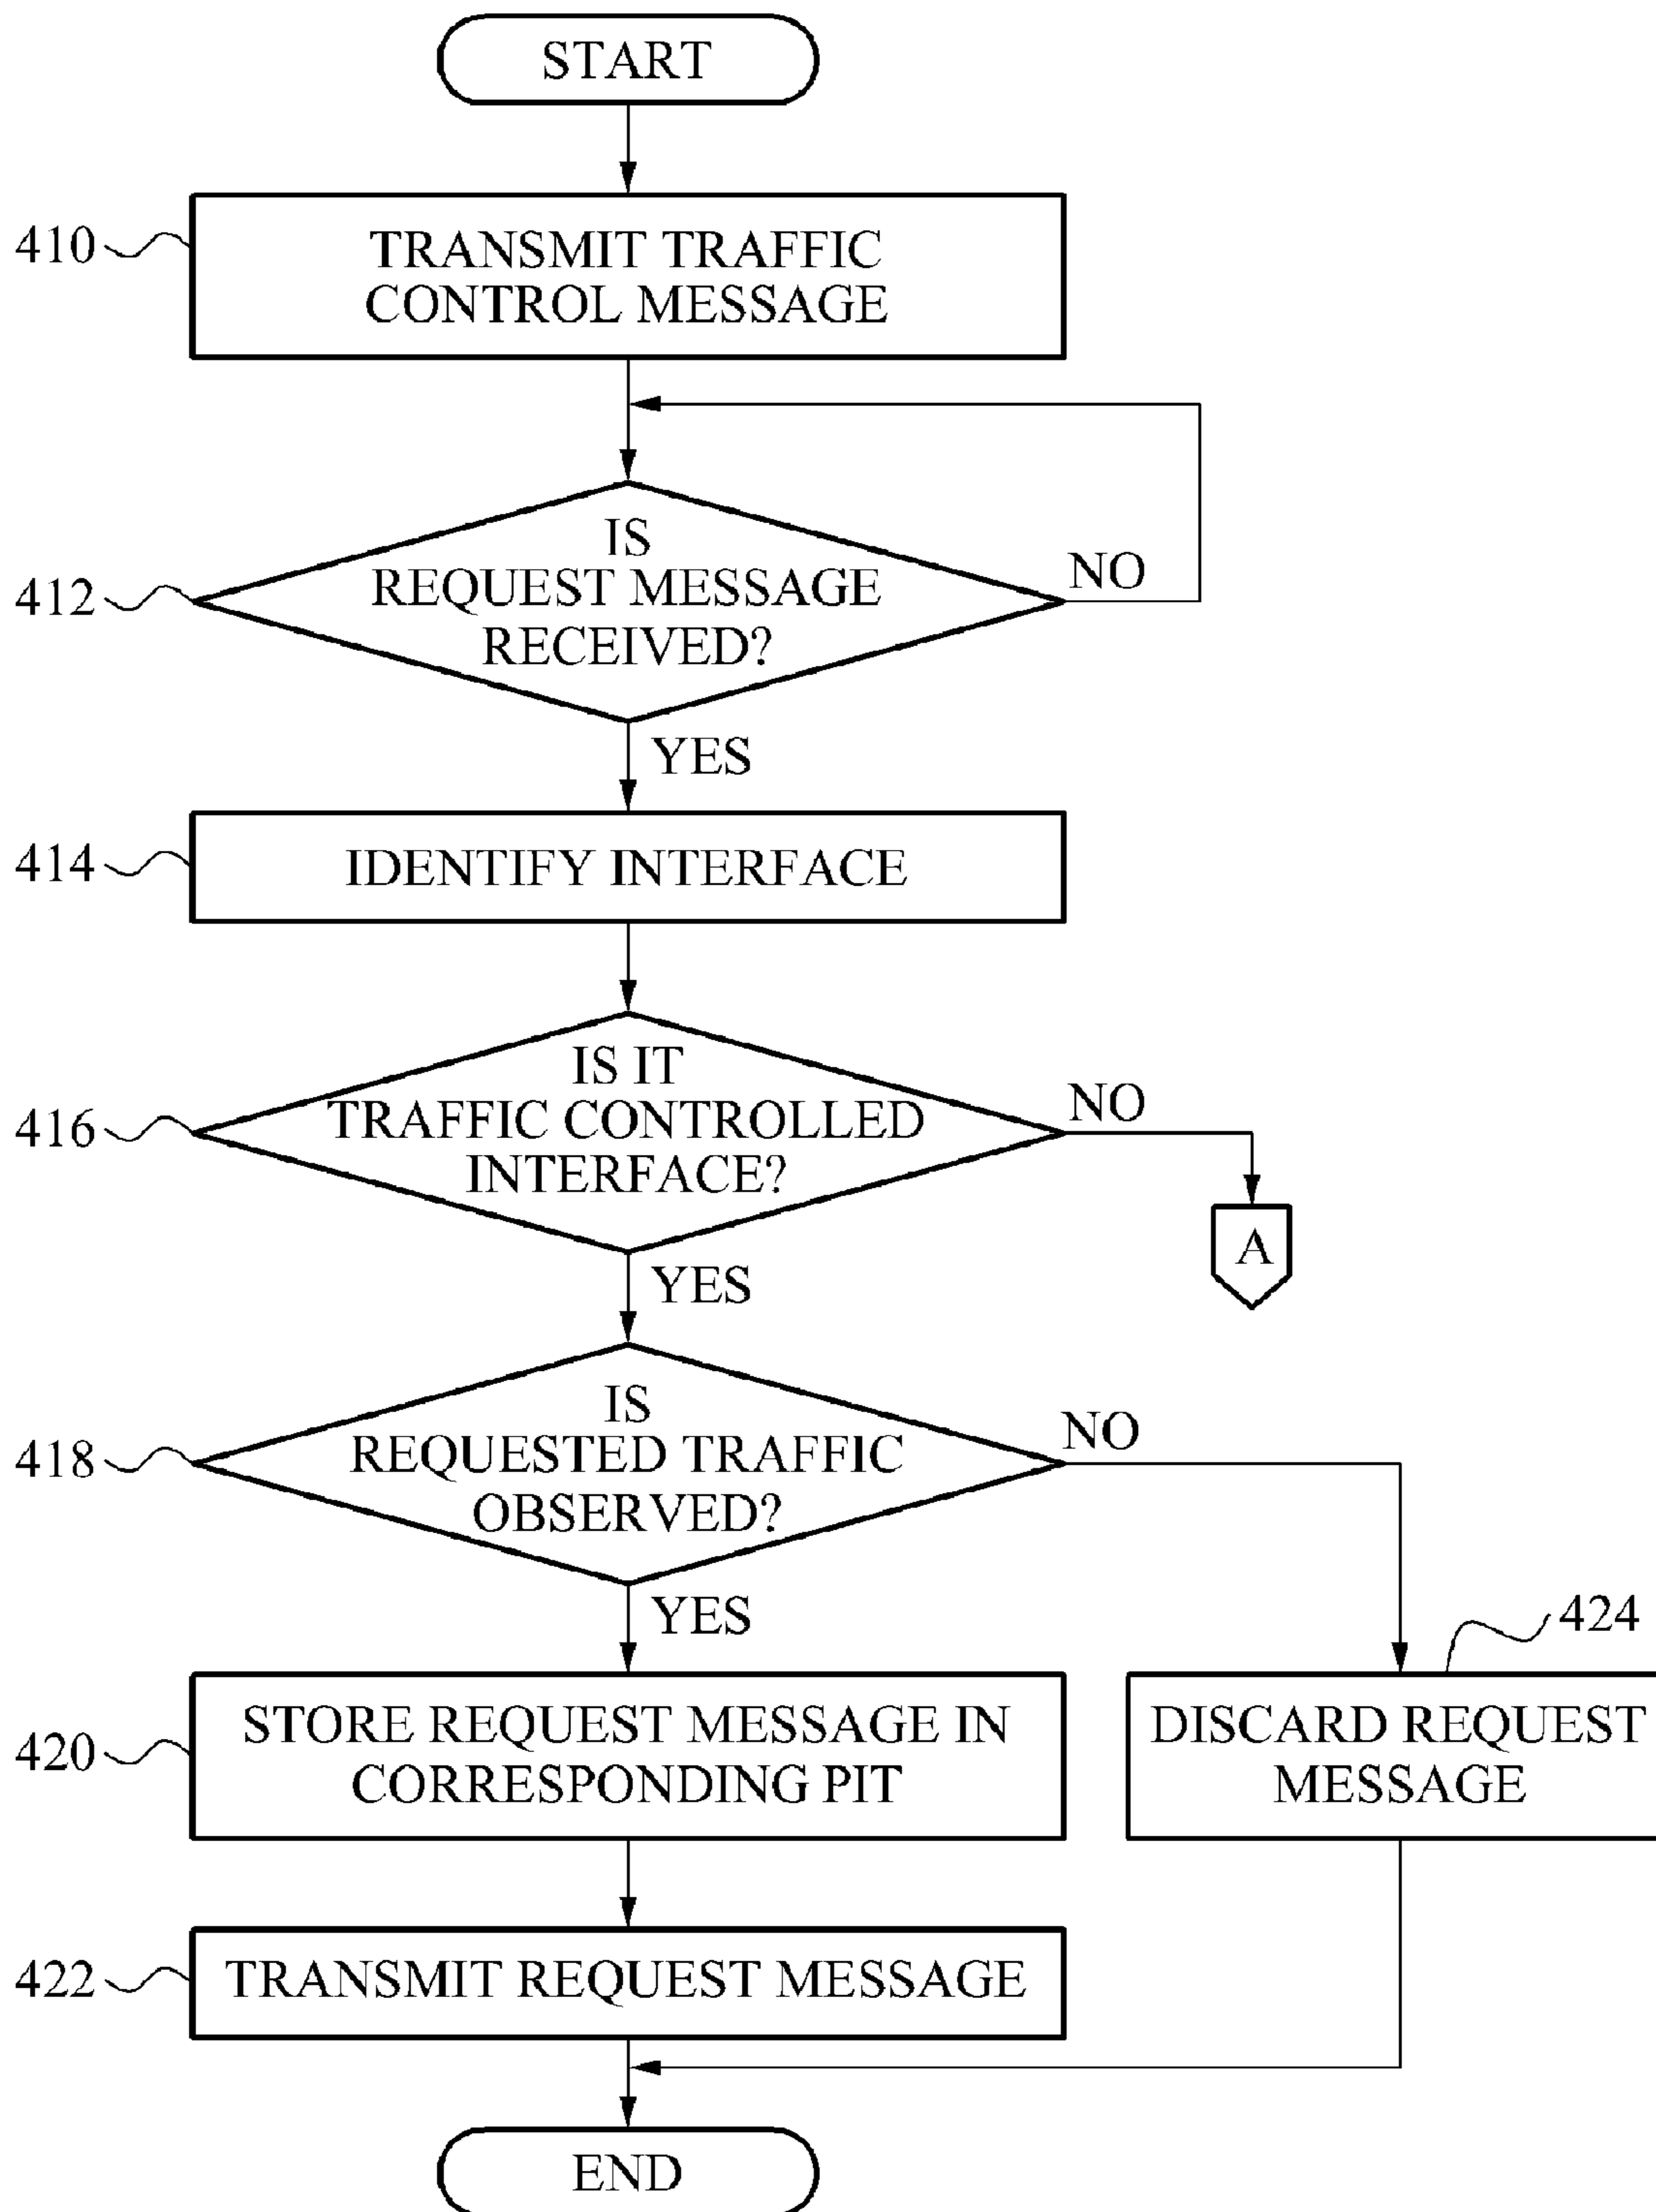 START
410
TRANSMIT TRAFFIC
CONTROL MESSAGE
412
IS
REQUEST MESSAGE
RECEIVED?
NO
YES
414
IDENTIFY INTERFACE
416
IS IT
TRAFFIC CONTROLLED
INTERFACE?
NO
A
YES
418
IS
REQUESTED TRAFFIC
OBSERVED?
NO
YES
420
STORE REQUEST MESSAGE IN
CORRESPONDING PIT
424
DISCARD REQUEST
MESSAGE
422
TRANSMIT REQUEST MESSAGE
END